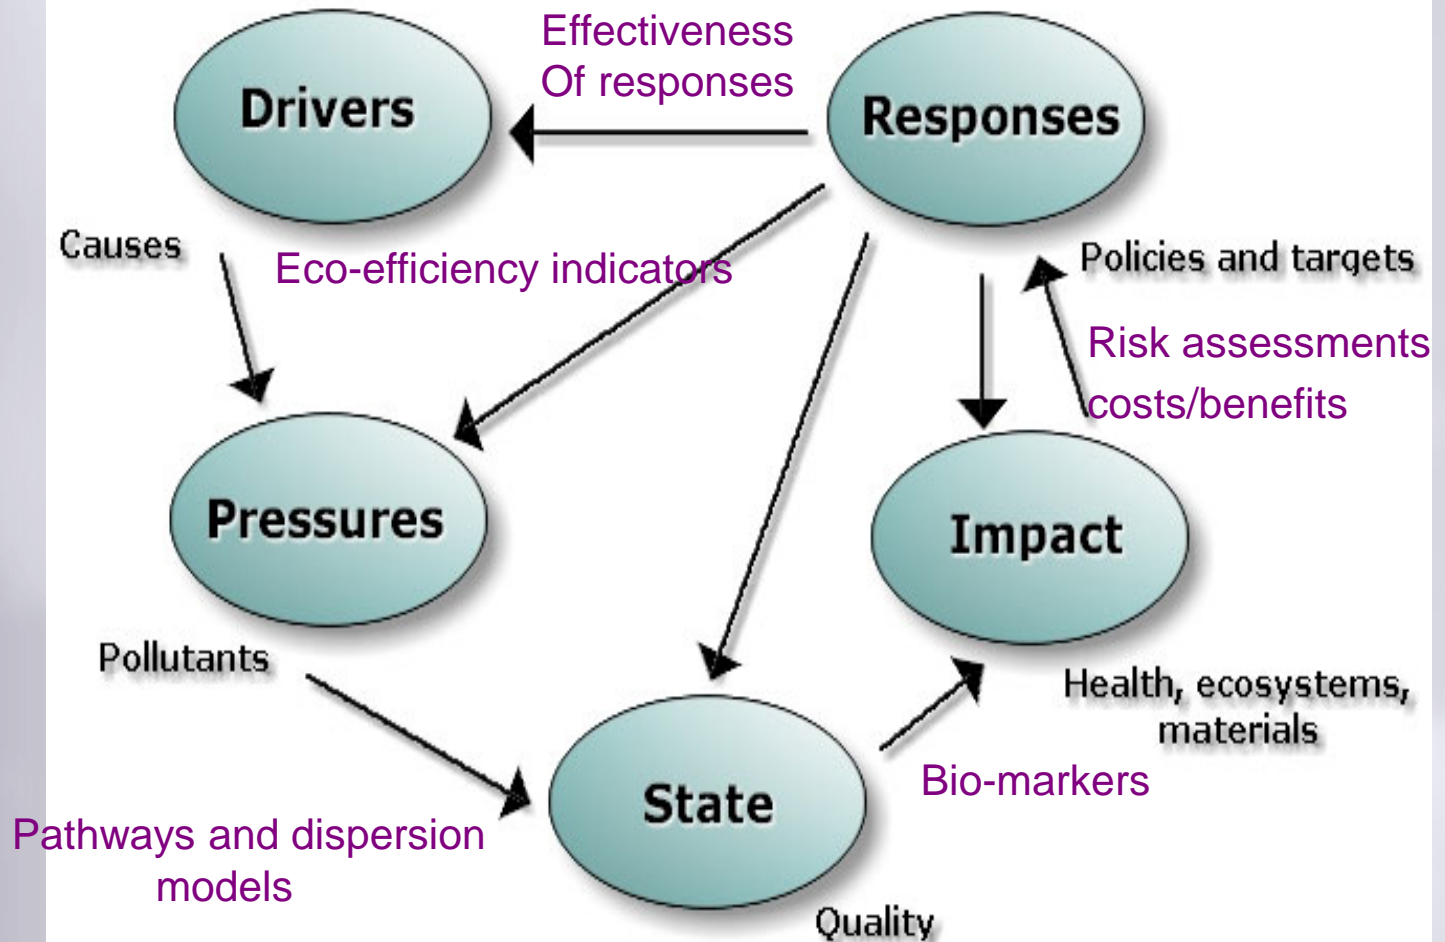 Effectiveness
Of responses
Drivers
Responses
Causes
Eco-efficiency indicators
Policies and targets
Risk assessments
costs/benefits
Pressures
Impact
Pollutants
Health, ecosystems,
materials
State
Bio-markers
Pathways and dispersion
models
Quality